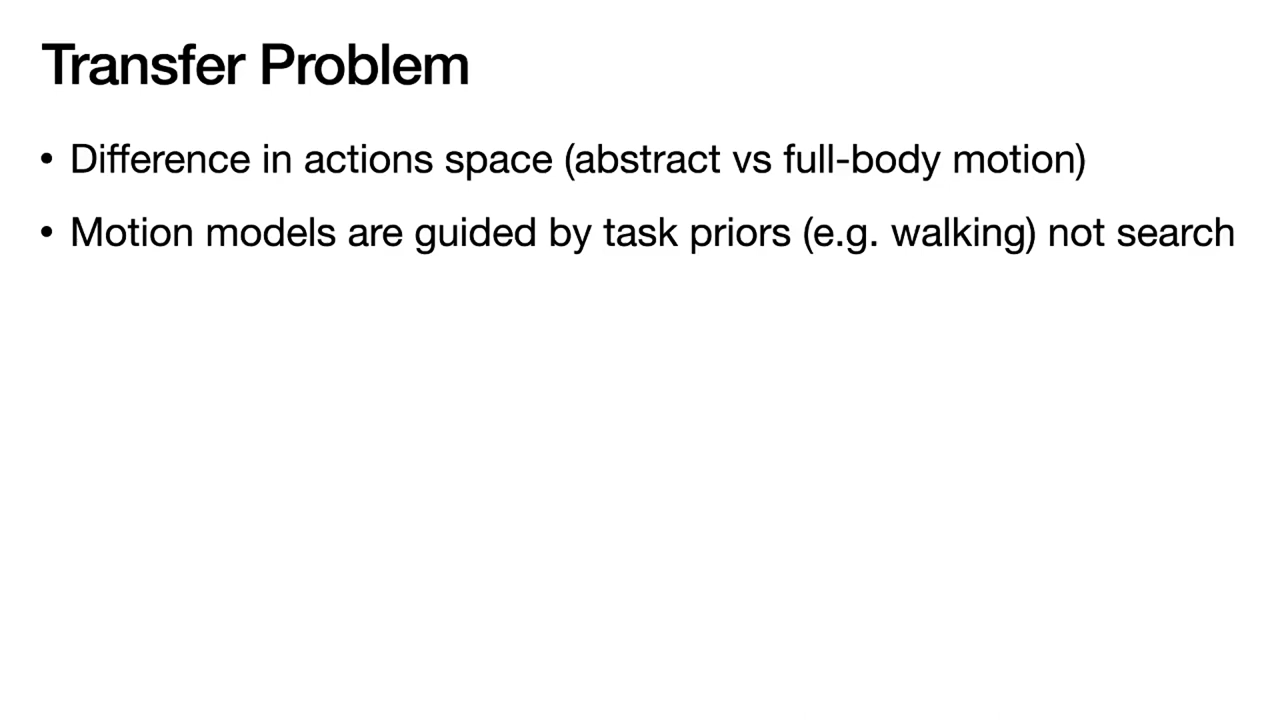 Transfer Problem
• Difference in actions space (abstract vs full-body motion)
• Motion models are guided by task priors (e.g. walking) not search